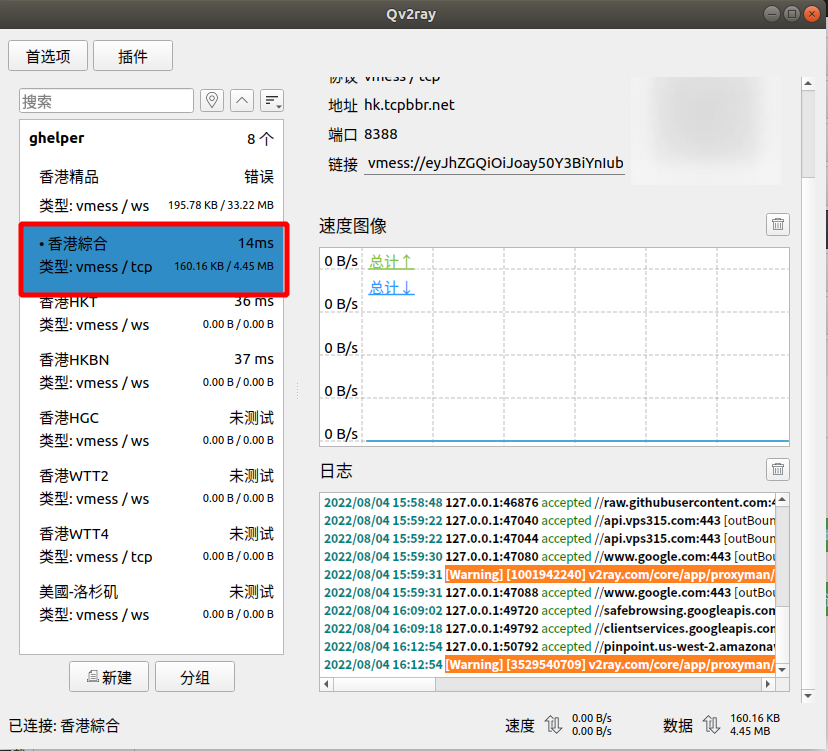 Qv2ray
首选项 插件
搜索
ghelper 8 个
香港精品 错误
类型: vmess / ws 195.78 KB / 33.22 MB
• 香港綜合 14ms
类型: vmess / tcp 160.16 KB / 4.45 MB
香港HKT 36 ms
类型: vmess / ws 0.00 B / 0.00 B
香港HKBN 37 ms
类型: vmess / ws 0.00 B / 0.00 B
香港HGC 未测试
类型: vmess / ws 0.00 B / 0.00 B
香港WTT2 未测试
类型: vmess / ws 0.00 B / 0.00 B
香港WTT4 未测试
类型: vmess / tcp 0.00 B / 0.00 B
美國-洛杉矶 未测试
类型: vmess / ws 0.00 B / 0.00 B
新建 分组
协议 vmess / tcp
地址 hk.tcpbbr.net
端口 8388
链接 vmess://eyJhZGQiOiJoay50Y3BiYnIub
速度图像
0 B/s 总计↑
总计↓
0 B/s
0 B/s
0 B/s
0 B/s
日志
2022/08/04 15:58:48 127.0.0.1:46876 accepted //raw.githubusercontent.com:4
2022/08/04 15:59:22 127.0.0.1:47040 accepted //api.vps315.com:443 [outBoun
2022/08/04 15:59:22 127.0.0.1:47044 accepted //api.vps315.com:443 [outBoun
2022/08/04 15:59:30 127.0.0.1:47080 accepted //www.google.com:443 [outBou
2022/08/04 15:59:31 [Warning] [1001942240] v2ray.com/core/app/proxyman/
2022/08/04 15:59:31 127.0.0.1:47088 accepted //www.google.com:443 [outBou
2022/08/04 16:09:02 127.0.0.1:49720 accepted //safebrowsing.googleapis.com
2022/08/04 16:09:18 127.0.0.1:49792 accepted //clientservices.googleapis.com
2022/08/04 16:12:54 127.0.0.1:50792 accepted //pinpoint.us-west-2.amazonaw
2022/08/04 16:12:54 [Warning] [3529540709] v2ray.com/core/app/proxyman/
已连接: 香港綜合 速度 0.00 B/s 数据 160.16 KB
0.00 B/s 4.45 MB